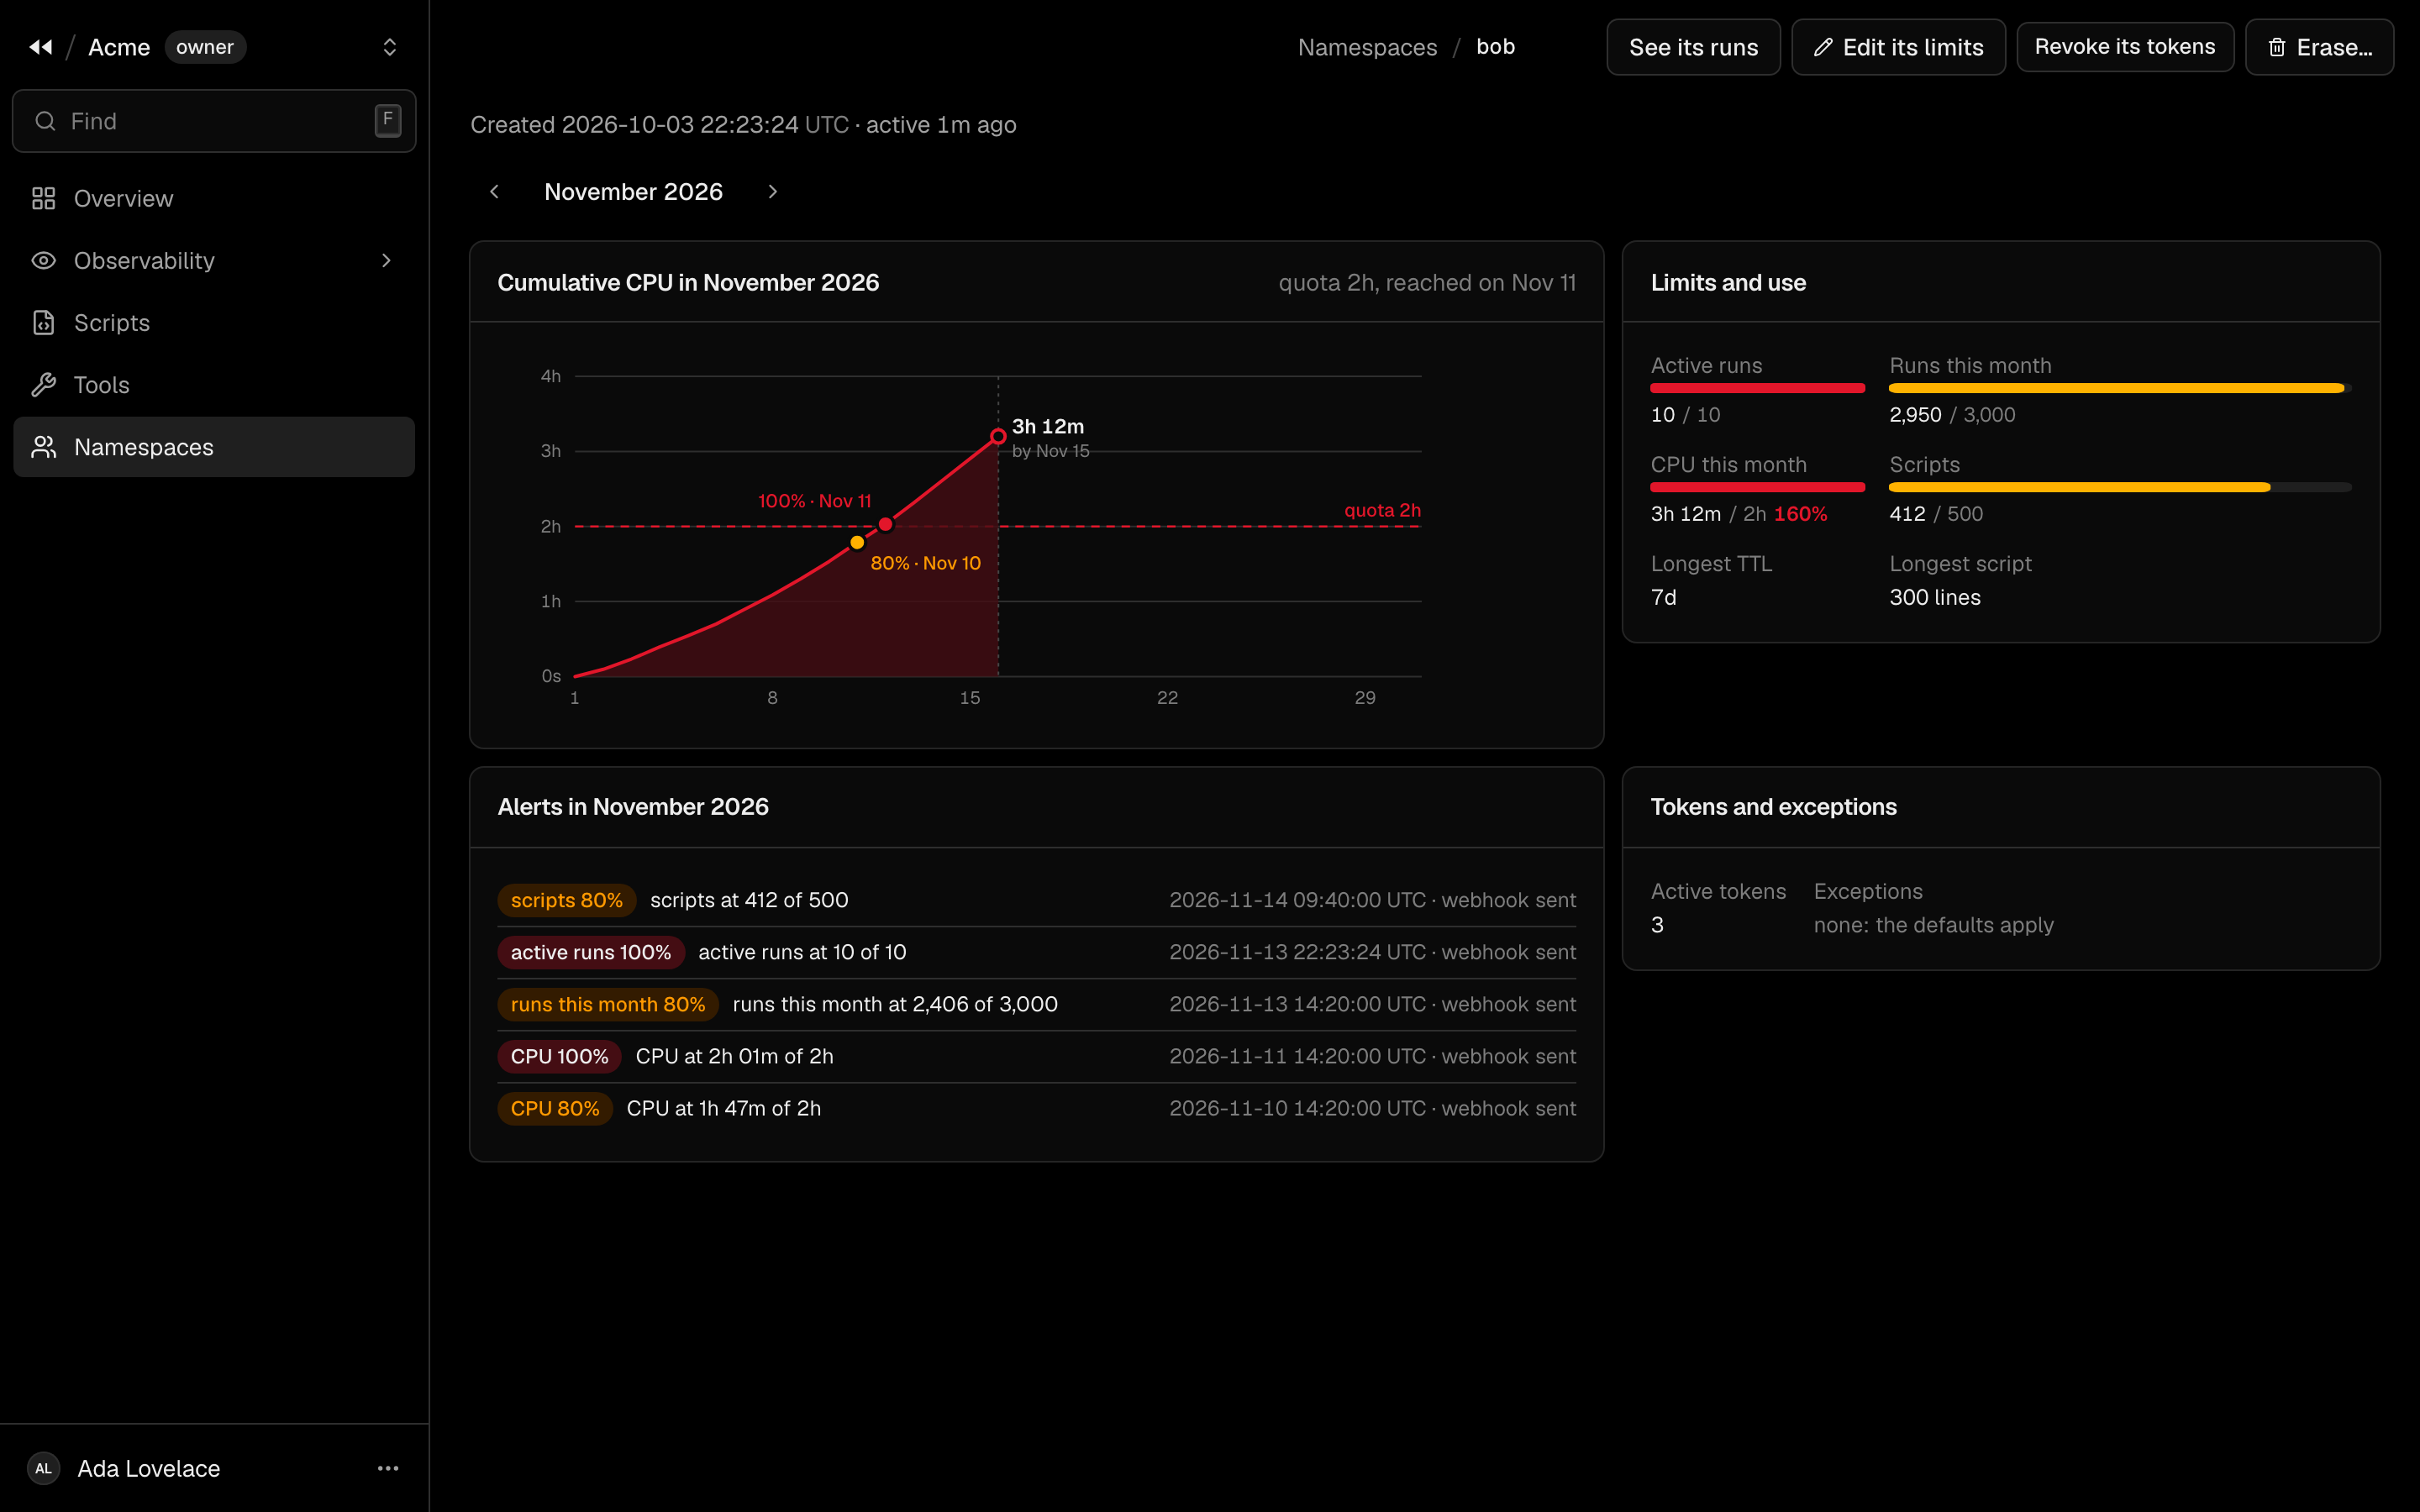 / Acme owner
Find F
Overview
Observability
Scripts
Tools
Namespaces
AL Ada Lovelace
Namespaces / bob
See its runs
Edit its limits
Revoke its tokens
Erase…
Created 2026-10-03 22:23:24 UTC · active 1m ago
November 2026
Cumulative CPU in November 2026
quota 2h, reached on Nov 11
4h
3h
2h
1h
0s
3h 12m
by Nov 15
100% · Nov 11
quota 2h
80% · Nov 10
1 8 15 22 29
Limits and use
Active runs
10 / 10
Runs this month
2,950 / 3,000
CPU this month
3h 12m / 2h 160%
Scripts
412 / 500
Longest TTL
7d
Longest script
300 lines
Alerts in November 2026
scripts 80% scripts at 412 of 500 2026-11-14 09:40:00 UTC · webhook sent
active runs 100% active runs at 10 of 10 2026-11-13 22:23:24 UTC · webhook sent
runs this month 80% runs this month at 2,406 of 3,000 2026-11-13 14:20:00 UTC · webhook sent
CPU 100% CPU at 2h 01m of 2h 2026-11-11 14:20:00 UTC · webhook sent
CPU 80% CPU at 1h 47m of 2h 2026-11-10 14:20:00 UTC · webhook sent
Tokens and exceptions
Active tokens
3
Exceptions
none: the defaults apply